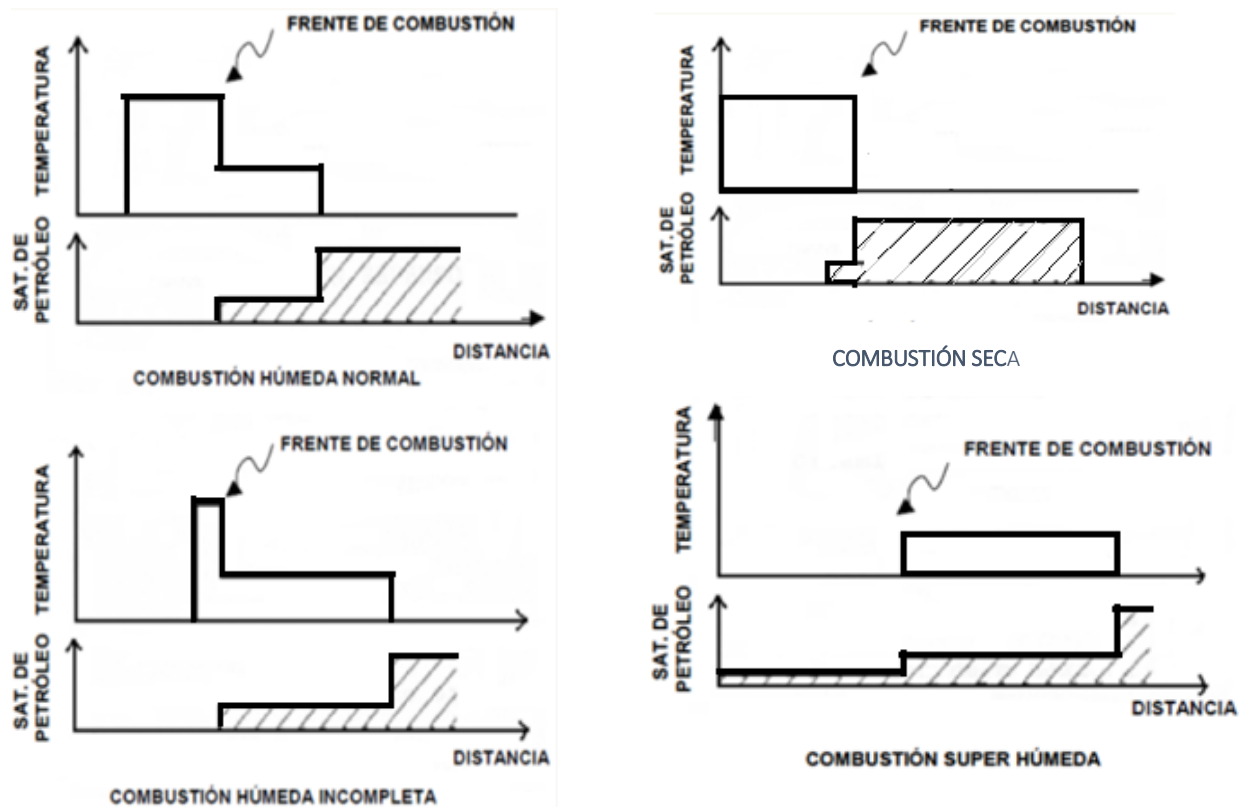 FRENTE DE COMBUSTIÓN
TEMPERATURA
SAT. DE
PETRÓLEO
DISTANCIA
COMBUSTIÓN HÚMEDA NORMAL
FRENTE DE COMBUSTIÓN
TEMPERATURA
SAT. DE
PETRÓLEO
DISTANCIA
COMBUSTIÓN SECA
FRENTE DE COMBUSTIÓN
TEMPERATURA
SAT. DE
PETRÓLEO
DISTANCIA
COMBUSTIÓN HÚMEDA INCOMPLETA
FRENTE DE COMBUSTIÓN
TEMPERATURA
SAT. DE
PETRÓLEO
DISTANCIA
COMBUSTIÓN SUPER HÚMEDA